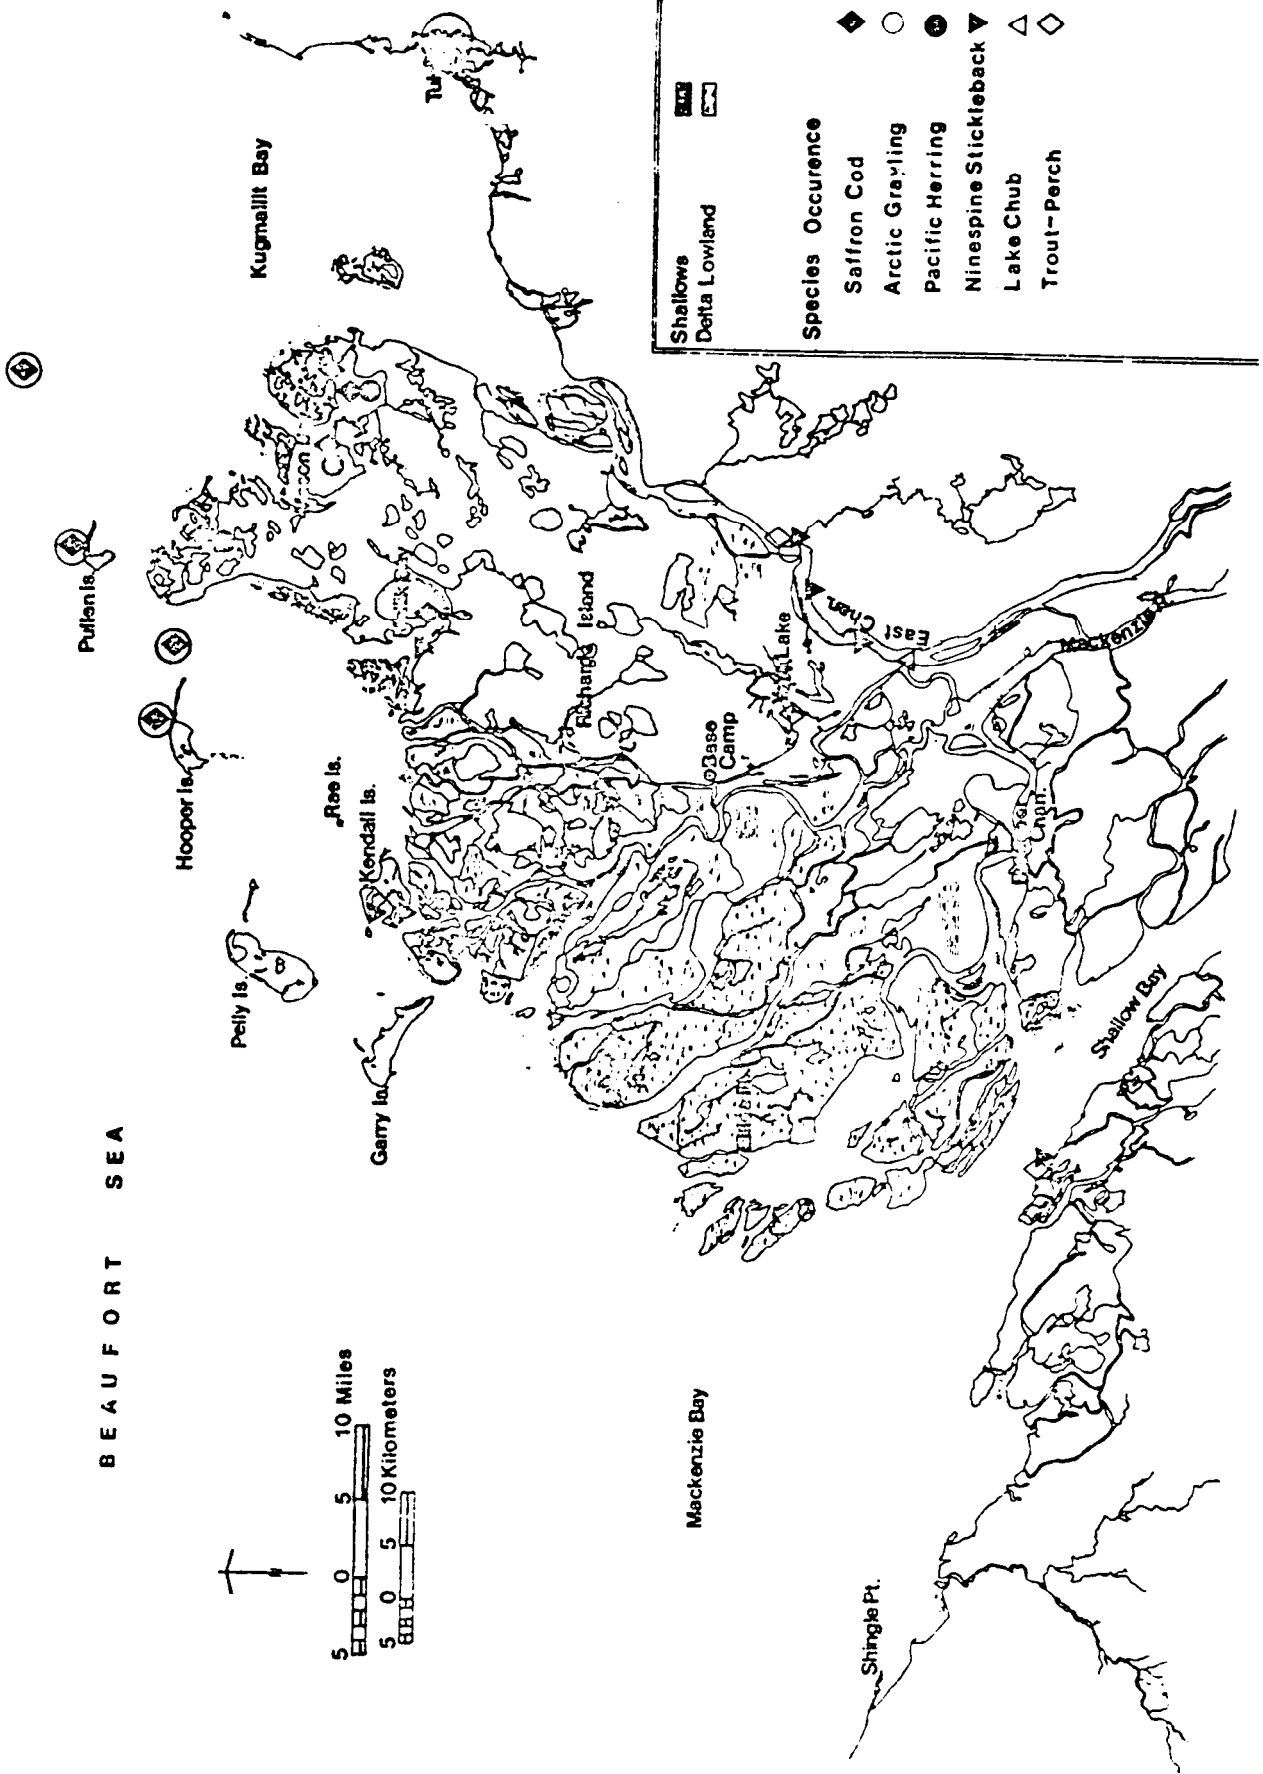 BEAUFORT SEA
Kugmallit Bay
Pullen Is.
Hooper Is.
Pelly Is.
Rae Is.
Kendall Is.
Garry Is.
Richards Island
Lake
East Chan.
Base
Camp
Mackenzie
Chan.
Shallow Bay
Mackenzie Bay
Shingle Pt.
5 0 5 10 Miles
5 0 5 10 Kilometers
Shallows
Delta Lowland
Species Occurence
Saffron Cod
Arctic Grayling
Pacific Herring
Ninespine Stickleback
Lake Chub
Trout-Perch